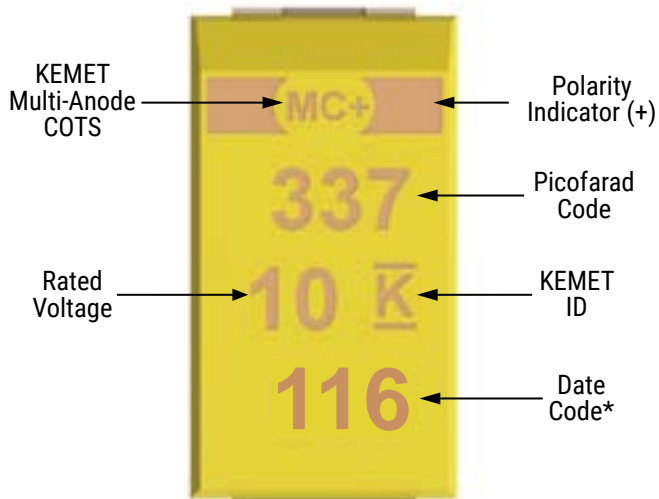 KEMET
Multi-Anode
COTS
MC+
Polarity
Indicator (+)
337
Picofarad
Code
Rated
Voltage
10 K
KEMET
ID
116
Date
Code*